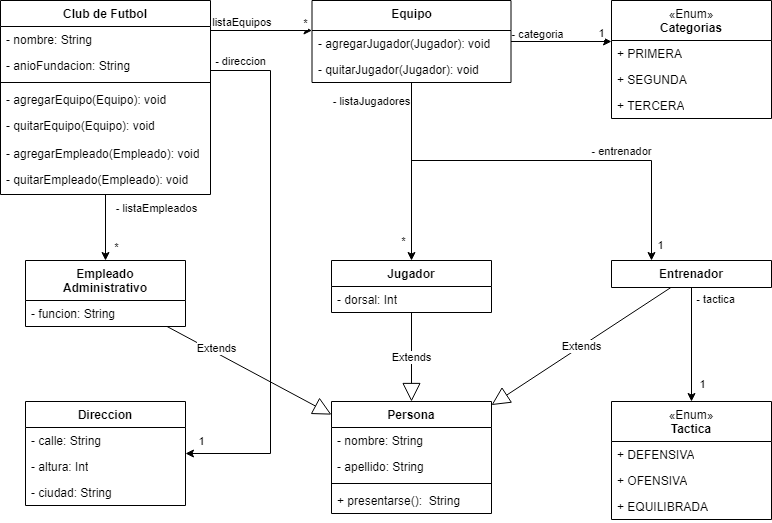 Club de Futbol
- nombre: String
- anioFundacion: String
- agregarEquipo(Equipo): void
- quitarEquipo(Equipo): void
- agregarEmpleado(Empleado): void
- quitarEmpleado(Empleado): void
listaEquipos
*
- direccion
Equipo
- agregarJugador(Jugador): void
- quitarJugador(Jugador): void
- categoria
1
«Enum»
Categorias
+ PRIMERA
+ SEGUNDA
+ TERCERA
- listaJugadores
- entrenador
- listaEmpleados
*
*
1
Empleado
Administrativo
- funcion: String
Jugador
- dorsal: Int
Entrenador
- tactica
Extends
Extends
Extends
1
Direccion
- calle: String
- altura: Int
- ciudad: String
1
Persona
- nombre: String
- apellido: String
+ presentarse(): String
«Enum»
Tactica
+ DEFENSIVA
+ OFENSIVA
+ EQUILIBRADA